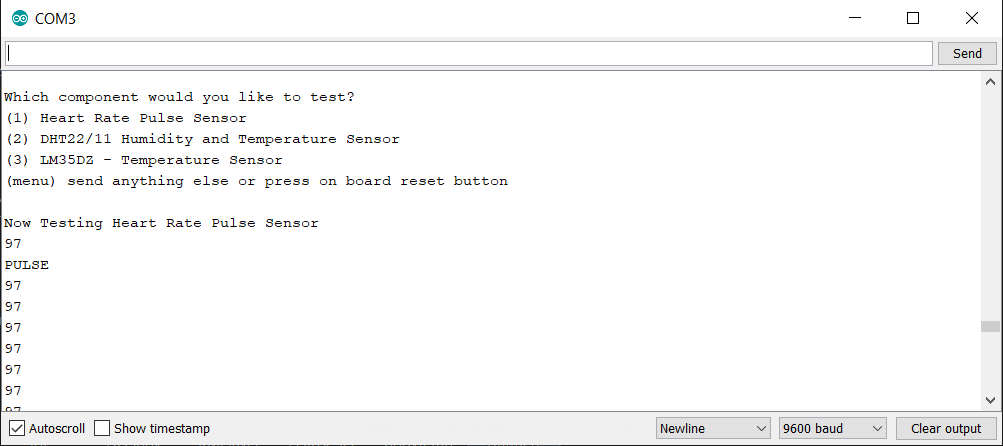 COM3
Send
Which component would you like to test?
(1) Heart Rate Pulse Sensor
(2) DHT22/11 Humidity and Temperature Sensor
(3) LM35DZ - Temperature Sensor
(menu) send anything else or press on board reset button
Now Testing Heart Rate Pulse Sensor
97
PULSE
97
97
97
97
97
97
97
Autoscroll Show timestamp Newline 9600 baud Clear output